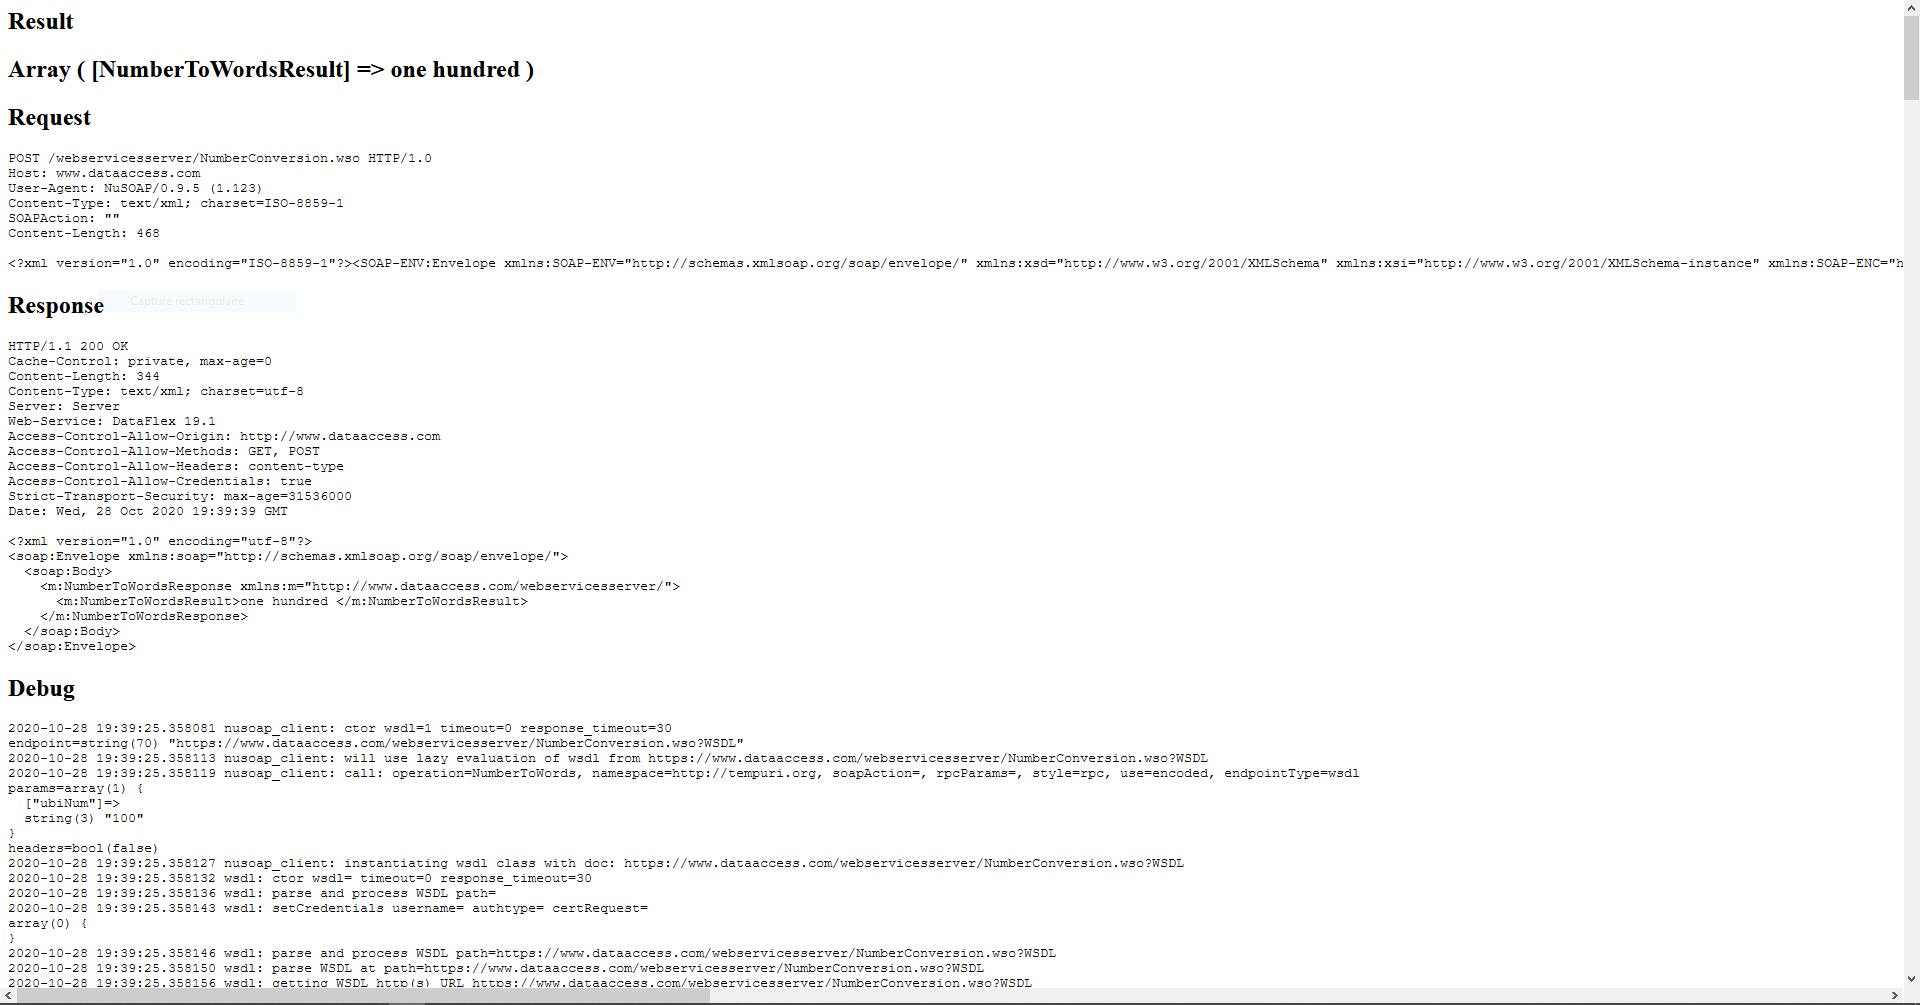 Result
Array ( [NumberToWordsResult] => one hundred )
Request
POST /webservicesserver/NumberConversion.wso HTTP/1.0
Host: www.dataaccess.com
User-Agent: NuSOAP/0.9.5 (1.123)
Content-Type: text/xml; charset=ISO-8859-1
SOAPAction: ""
Content-Length: 468
<?xml version="1.0" encoding="ISO-8859-1"?><SOAP-ENV:Envelope xmlns:SOAP-ENV="http://schemas.xmlsoap.org/soap/envelope/" xmlns:xsd="http://www.w3.org/2001/XMLSchema" xmlns:xsi="http://www.w3.org/2001/XMLSchema-instance" xmlns:SOAP-ENC="h
Response
Capture rectangulaire
HTTP/1.1 200 OK
Cache-Control: private, max-age=0
Content-Length: 344
Content-Type: text/xml; charset=utf-8
Server: Server
Web-Service: DataFlex 19.1
Access-Control-Allow-Origin: http://www.dataaccess.com
Access-Control-Allow-Methods: GET, POST
Access-Control-Allow-Headers: content-type
Access-Control-Allow-Credentials: true
Strict-Transport-Security: max-age=31536000
Date: Wed, 28 Oct 2020 19:39:39 GMT
<?xml version="1.0" encoding="utf-8"?>
<soap:Envelope xmlns:soap="http://schemas.xmlsoap.org/soap/envelope/">
  <soap:Body>
    <m:NumberToWordsResponse xmlns:m="http://www.dataaccess.com/webservicesserver/">
      <m:NumberToWordsResult>one hundred </m:NumberToWordsResult>
    </m:NumberToWordsResponse>
  </soap:Body>
</soap:Envelope>
Debug
2020-10-28 19:39:25.358081 nusoap_client: ctor wsdl=1 timeout=0 response_timeout=30
endpoint=string(70) "https://www.dataaccess.com/webservicesserver/NumberConversion.wso?WSDL"
2020-10-28 19:39:25.358113 nusoap_client: will use lazy evaluation of wsdl from https://www.dataaccess.com/webservicesserver/NumberConversion.wso?WSDL
2020-10-28 19:39:25.358119 nusoap_client: call: operation=NumberToWords, namespace=http://tempuri.org, soapAction=, rpcParams=, style=rpc, use=encoded, endpointType=wsdl
params=array(1) {
  ["ubiNum"]=>
  string(3) "100"
}
headers=bool(false)
2020-10-28 19:39:25.358127 nusoap_client: instantiating wsdl class with doc: https://www.dataaccess.com/webservicesserver/NumberConversion.wso?WSDL
2020-10-28 19:39:25.358132 wsdl: ctor wsdl= timeout=0 response_timeout=30
2020-10-28 19:39:25.358136 wsdl: parse and process WSDL path=
2020-10-28 19:39:25.358143 wsdl: setCredentials username= authtype= certRequest=
array(0) {
}
2020-10-28 19:39:25.358146 wsdl: parse and process WSDL path=https://www.dataaccess.com/webservicesserver/NumberConversion.wso?WSDL
2020-10-28 19:39:25.358150 wsdl: parse WSDL at path=https://www.dataaccess.com/webservicesserver/NumberConversion.wso?WSDL
2020-10-28 19:39:25.358156 wsdl: getting WSDL http(s) URL https://www.dataaccess.com/webservicesserver/NumberConversion.wso?WSDL